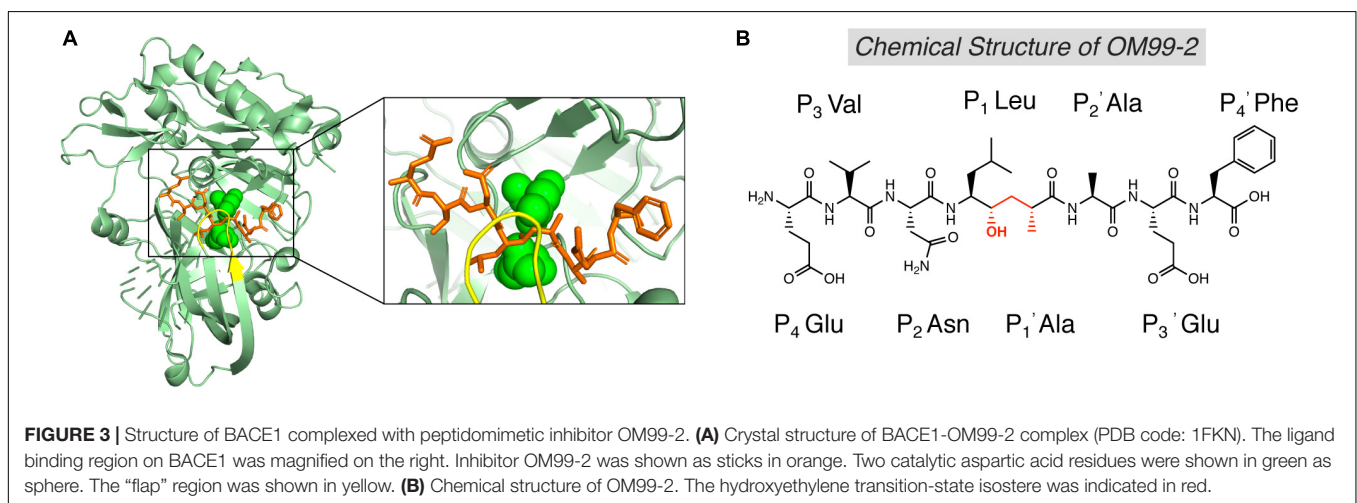 A
B
Chemical Structure of OM99-2
P3 Val
P1 Leu
P2'Ala
P4'Phe
H2N
O
N
H
O
H
N
O
N
H
OH
O
N
H
O
H
N
O
N
H
O
OH
O
OH
O
H2N
O
OH
P4 Glu
P2 Asn
P1'Ala
P3'Glu
FIGURE 3 | Structure of BACE1 complexed with peptidomimetic inhibitor OM99-2. (A) Crystal structure of BACE1-OM99-2 complex (PDB code: 1FKN). The ligand
binding region on BACE1 was magnified on the right. Inhibitor OM99-2 was shown as sticks in orange. Two catalytic aspartic acid residues were shown in green as
sphere. The “flap” region was shown in yellow. (B) Chemical structure of OM99-2. The hydroxyethylene transition-state isostere was indicated in red.